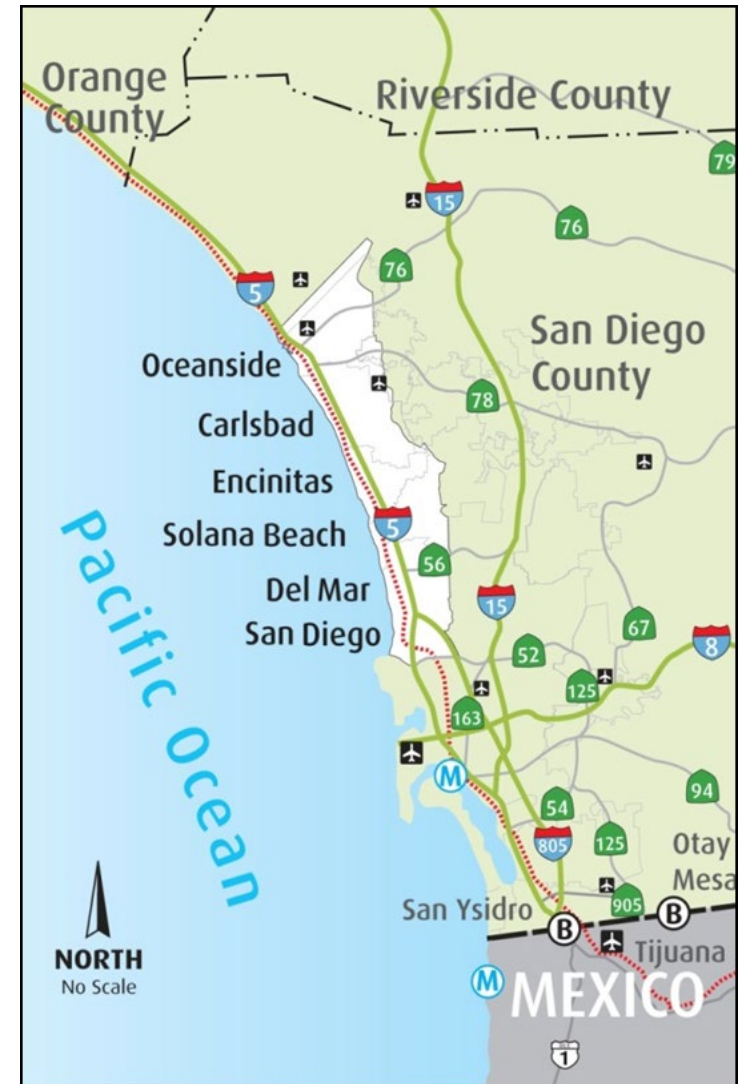 Orange
County
Riverside County
79
15
76
76
5
San Diego
County
Oceanside
78
Carlsbad
Encinitas
5
Solana Beach
56
Del Mar
15
San Diego
67
52
8
125
163
Pacific Ocean
M
94
54
805
125
Otay
Mesa
905
San Ysidro
B
B
NORTH
No Scale
Tijuana
M
MEXICO
1